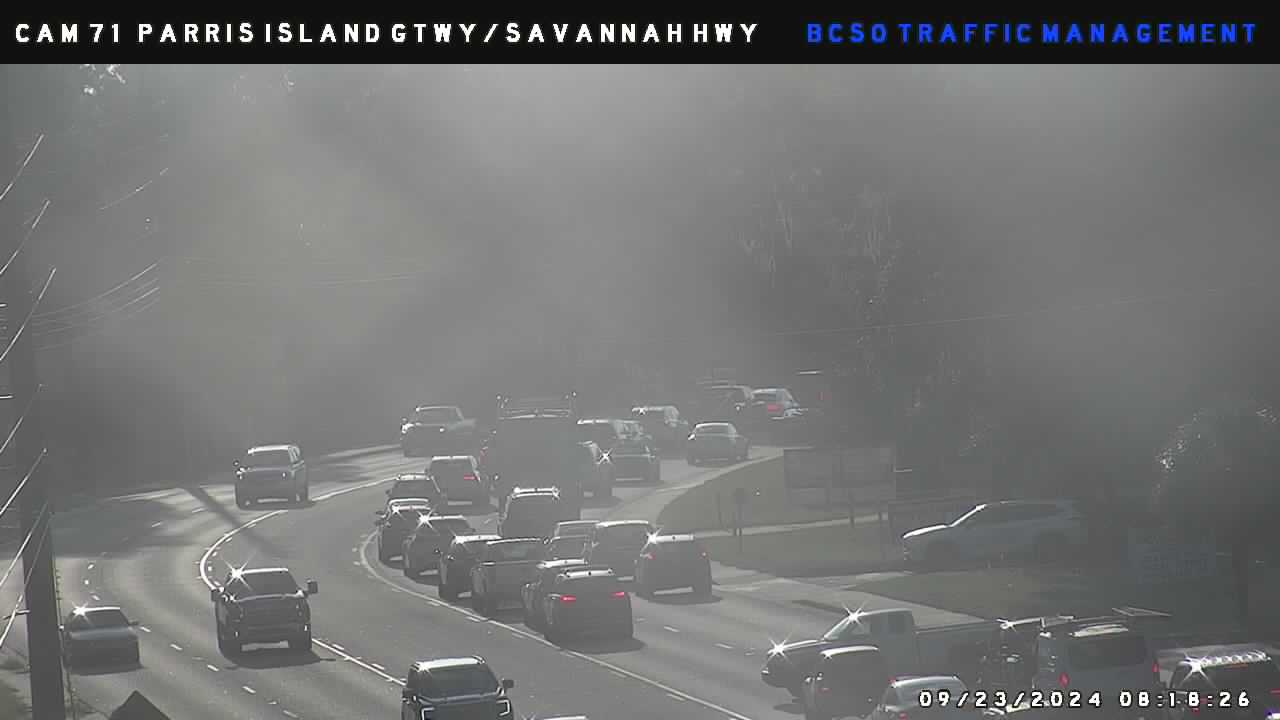 CAM 71 PARRIS ISLAND GTWY/SAVANNAH HWY BCSO TRAFFIC MANAGEMENT
09/23/2024 08:18:26